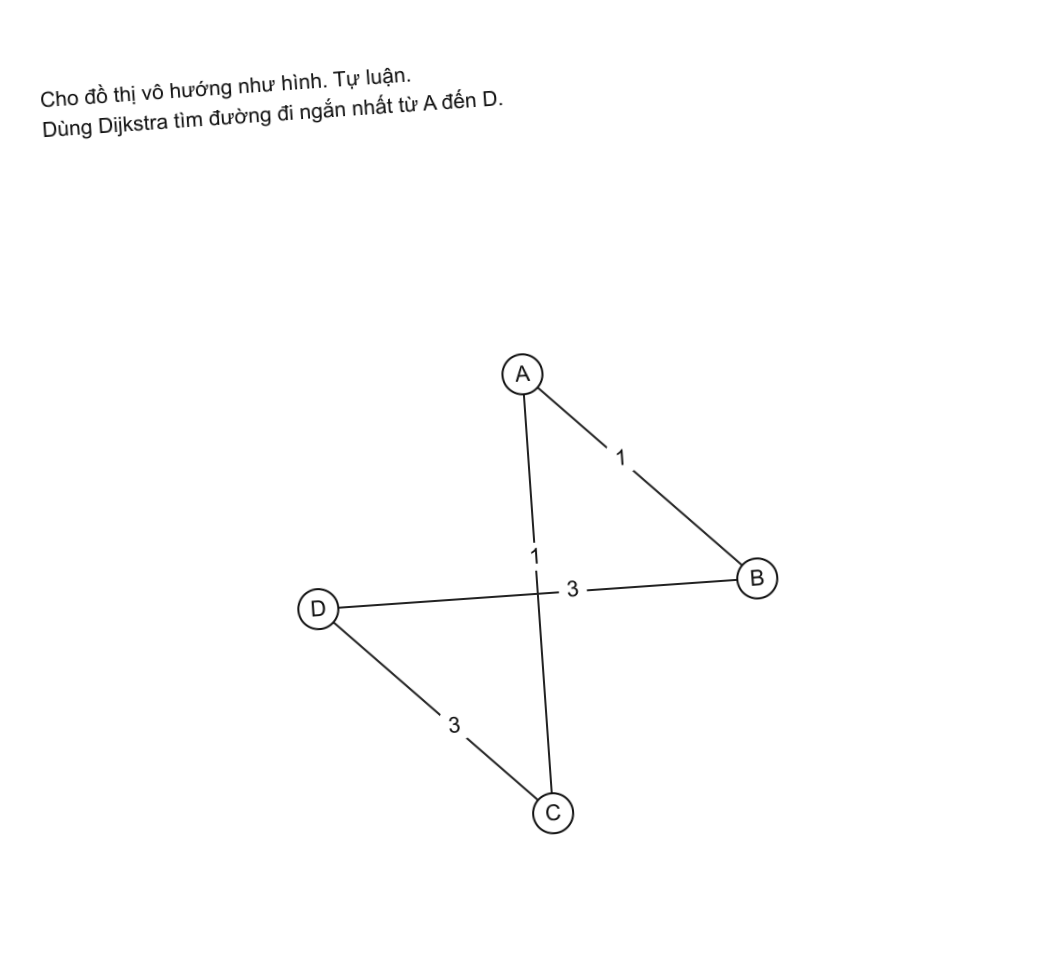 Cho đồ thị vô hướng như hình. Tự luận.
Dùng Dijkstra tìm đường đi ngắn nhất từ A đến D.
A
1
1
3
B
D
3
C